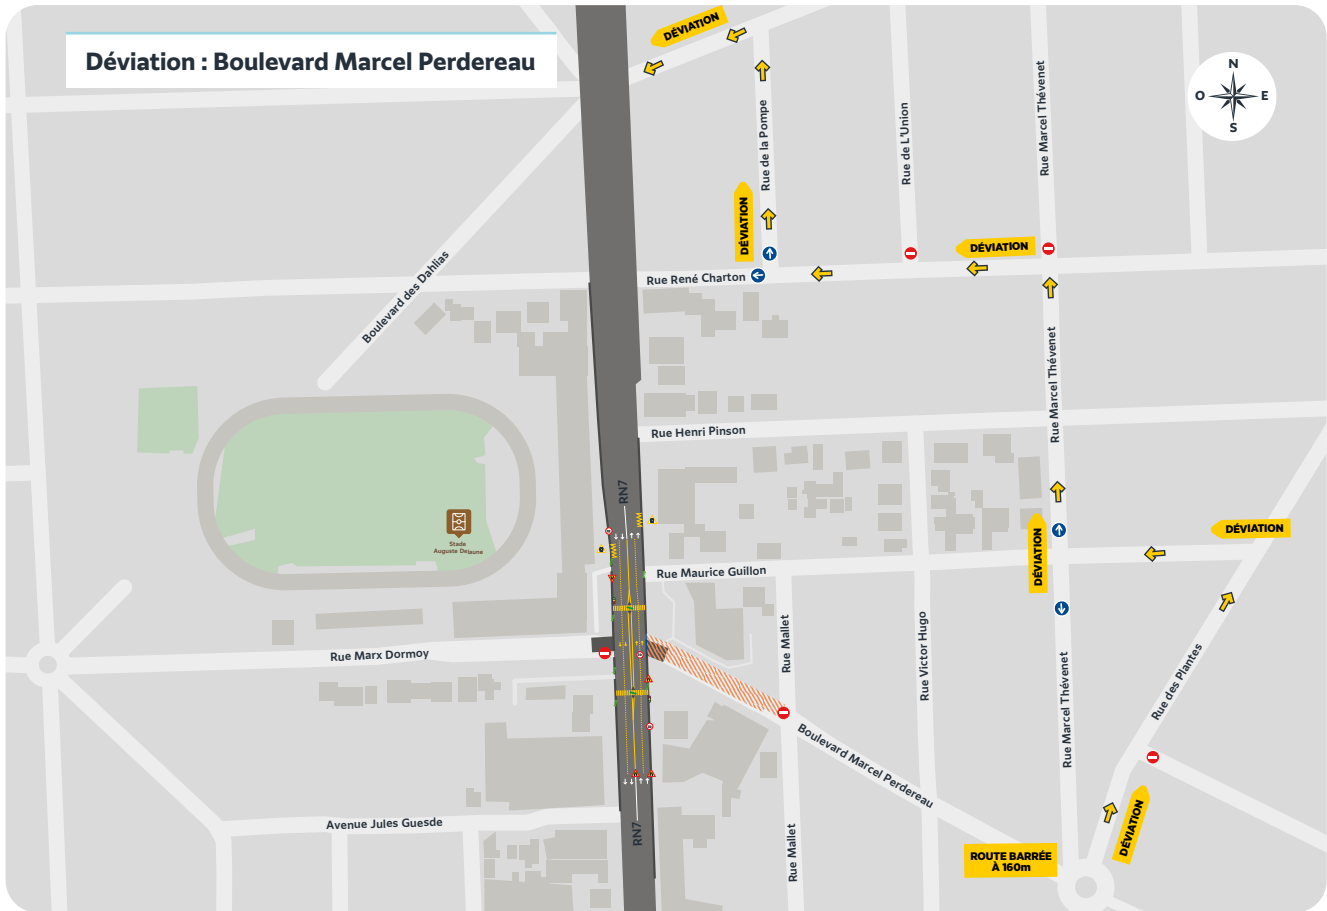 Déviation : Boulevard Marcel Perdereau
DÉVIATION
N
O
E
S
Rue de la Pompe
Rue de L'Union
Rue Marcel Thévenet
DÉVIATION
DÉVIATION
Rue René Charton
Boulevard des Dahlias
Rue Marcel Thévenet
Rue Henri Pinson
RN7
Stade
Auguste Delaune
DÉVIATION
DÉVIATION
Rue Maurice Guillon
Rue Mallet
Rue Victor Hugo
Rue Marx Dormoy
Rue Marcel Thévenet
Rue des Plantes
Boulevard Marcel Perdereau
Avenue Jules Guesde
RN7
Rue Mallet
DÉVIATION
ROUTE BARRÉE
À 160m